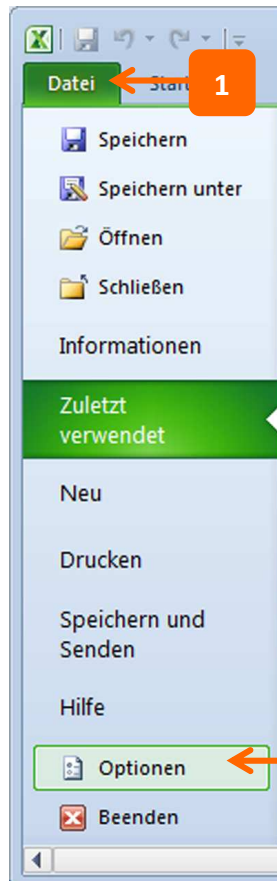 Datei
1
Speichern
Speichern unter
Öffnen
Schließen
Informationen
Zuletzt
verwendet
Neu
Drucken
Speichern und
Senden
Hilfe
Optionen
Beenden